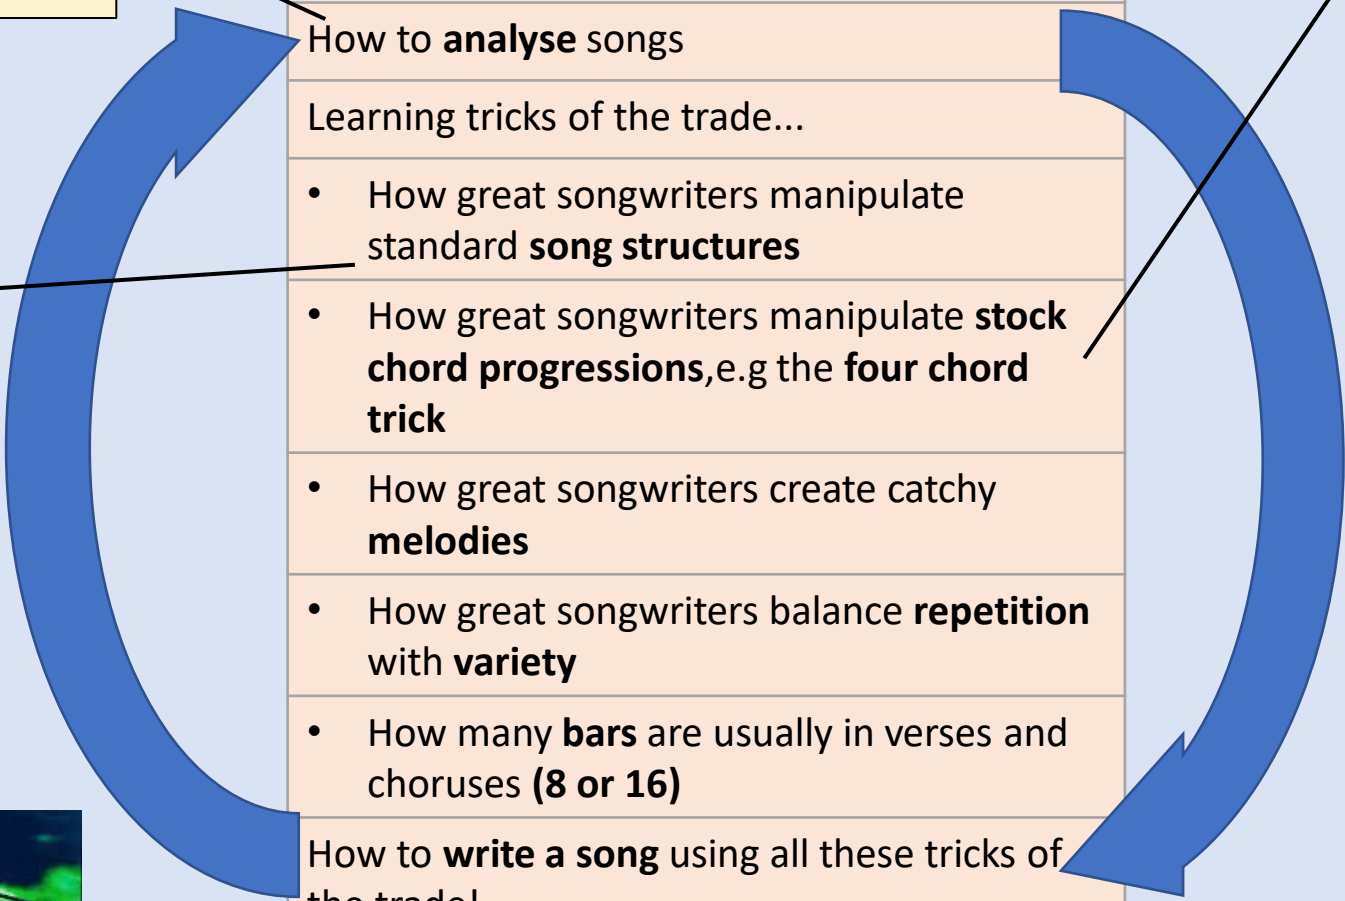 How to analyse songs
Learning tricks of the trade...
• How great songwriters manipulate
standard song structures
• How great songwriters manipulate stock
chord progressions,e.g the four chord
trick
• How great songwriters create catchy
melodies
• How great songwriters balance repetition
with variety
• How many bars are usually in verses and
choruses (8 or 16)
How to write a song using all these tricks of
the trade!